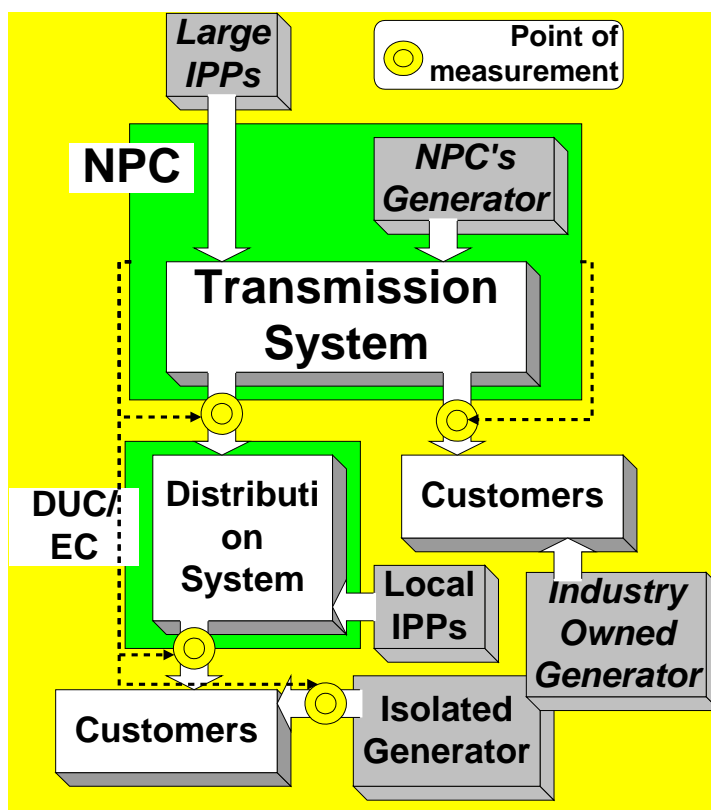 Large
IPPs
Point of
measurement
NPC
NPC's
Generator
Transmission
System
DUC/
EC
Distributi
on
System
Customers
Local
IPPs
Industry
Owned
Generator
Customers
Isolated
Generator